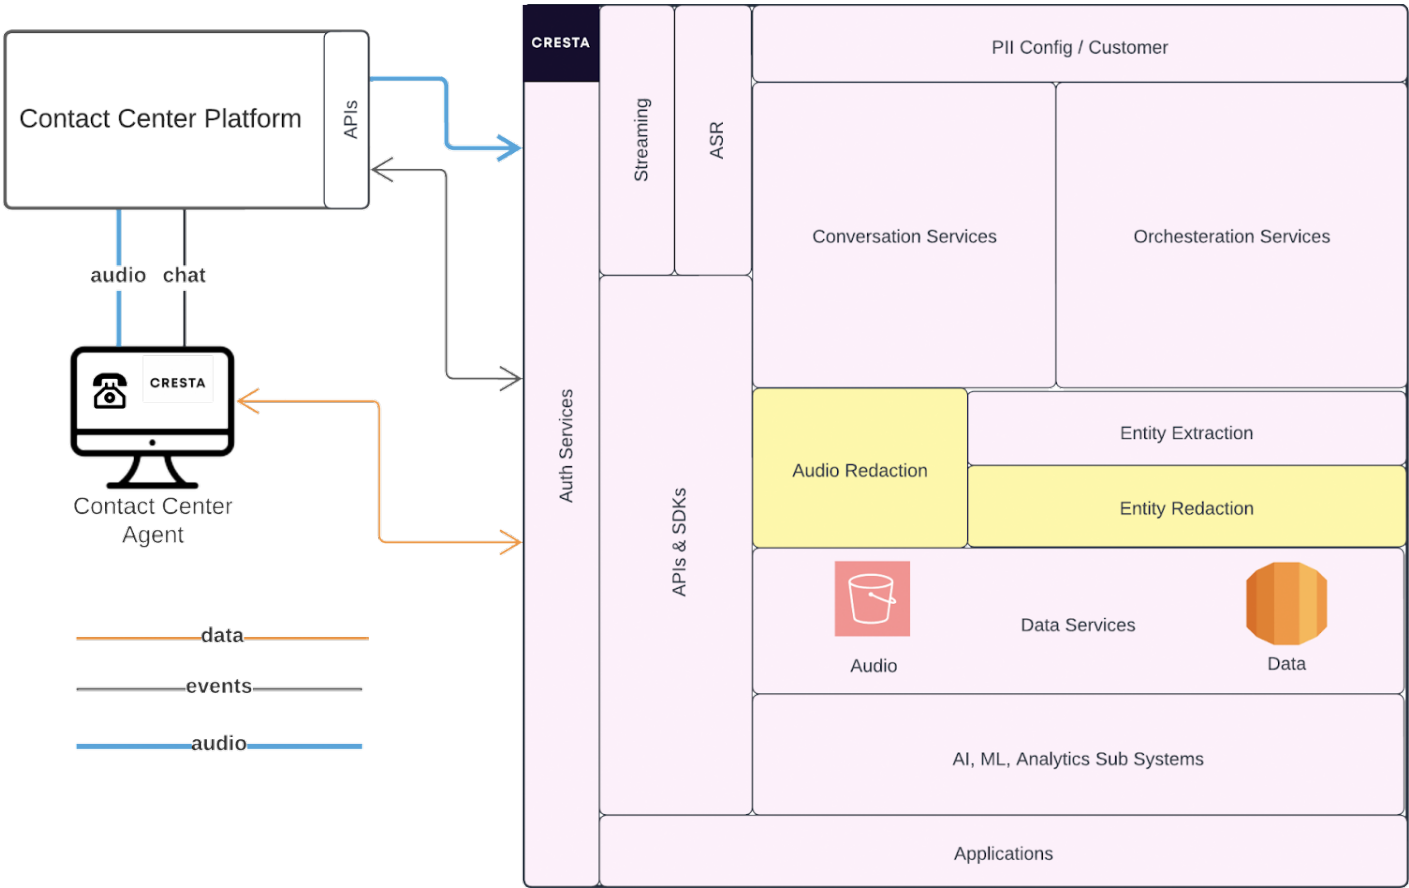 Contact Center Platform
APIs
audio
chat
CRESTA
Contact Center
Agent
data
events
audio
CRESTA
Auth Services
Streaming
ASR
APIs & SDKs
PII Config / Customer
Conversation Services
Orchesteration Services
Audio Redaction
Entity Extraction
Entity Redaction
Audio
Data Services
Data
AI, ML, Analytics Sub Systems
Applications